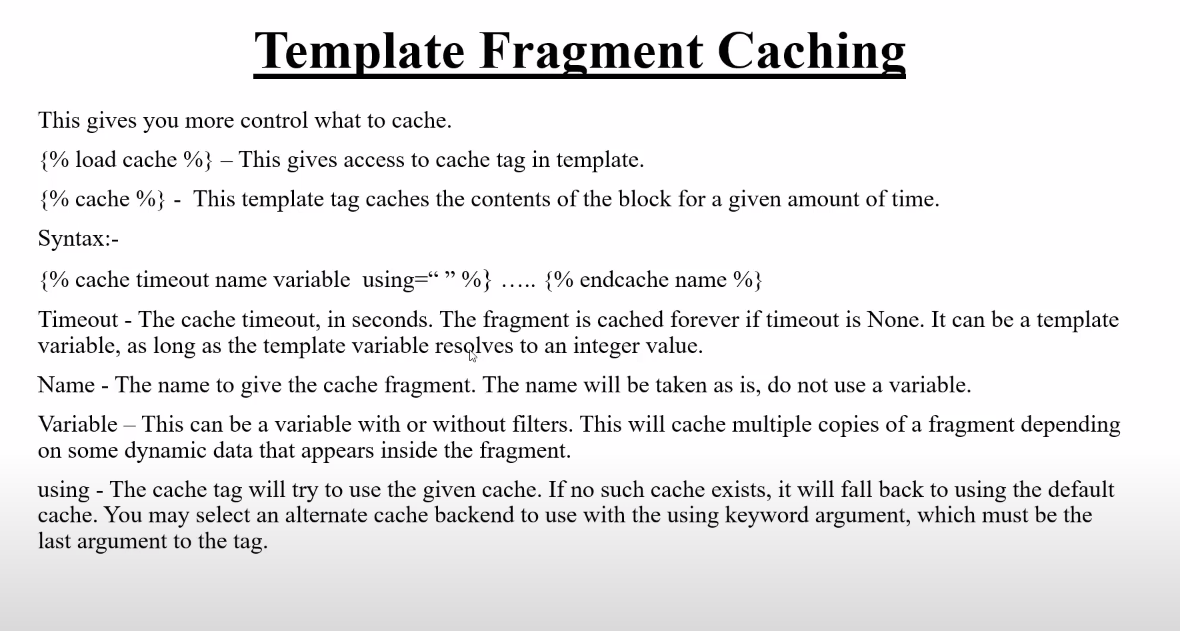 Template Fragment Caching
This gives you more control what to cache.
{% load cache %} – This gives access to cache tag in template.
{% cache %} -  This template tag caches the contents of the block for a given amount of time.
Syntax:-
{% cache timeout name variable  using=“ ” %} ….. {% endcache name %}
Timeout - The cache timeout, in seconds. The fragment is cached forever if timeout is None. It can be a template
variable, as long as the template variable resolves to an integer value.
Name - The name to give the cache fragment. The name will be taken as is, do not use a variable.
Variable – This can be a variable with or without filters. This will cache multiple copies of a fragment depending
on some dynamic data that appears inside the fragment.
using - The cache tag will try to use the given cache. If no such cache exists, it will fall back to using the default
cache. You may select an alternate cache backend to use with the using keyword argument, which must be the
last argument to the tag.